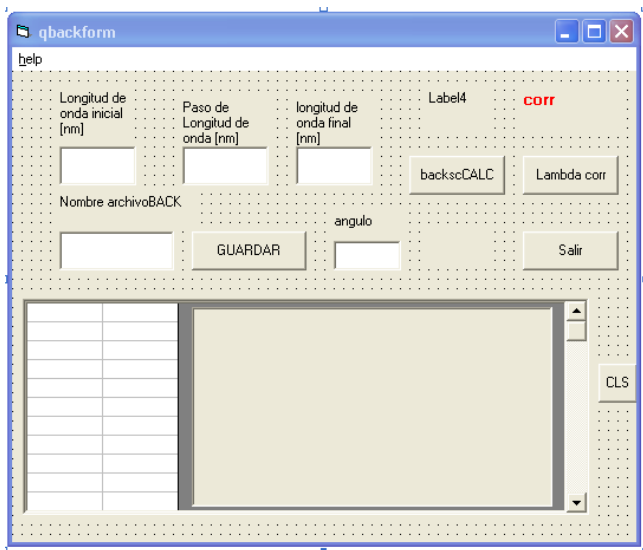 qbackform
help
Longitud de
onda inicial
[nm]
Paso de
Longitud de
onda [nm]
longitud de
onda final
[nm]
Label4
corr
backscCALC
Lambda corr
Nombre archivoBACK
GUARDAR
angulo
Salir
CLS